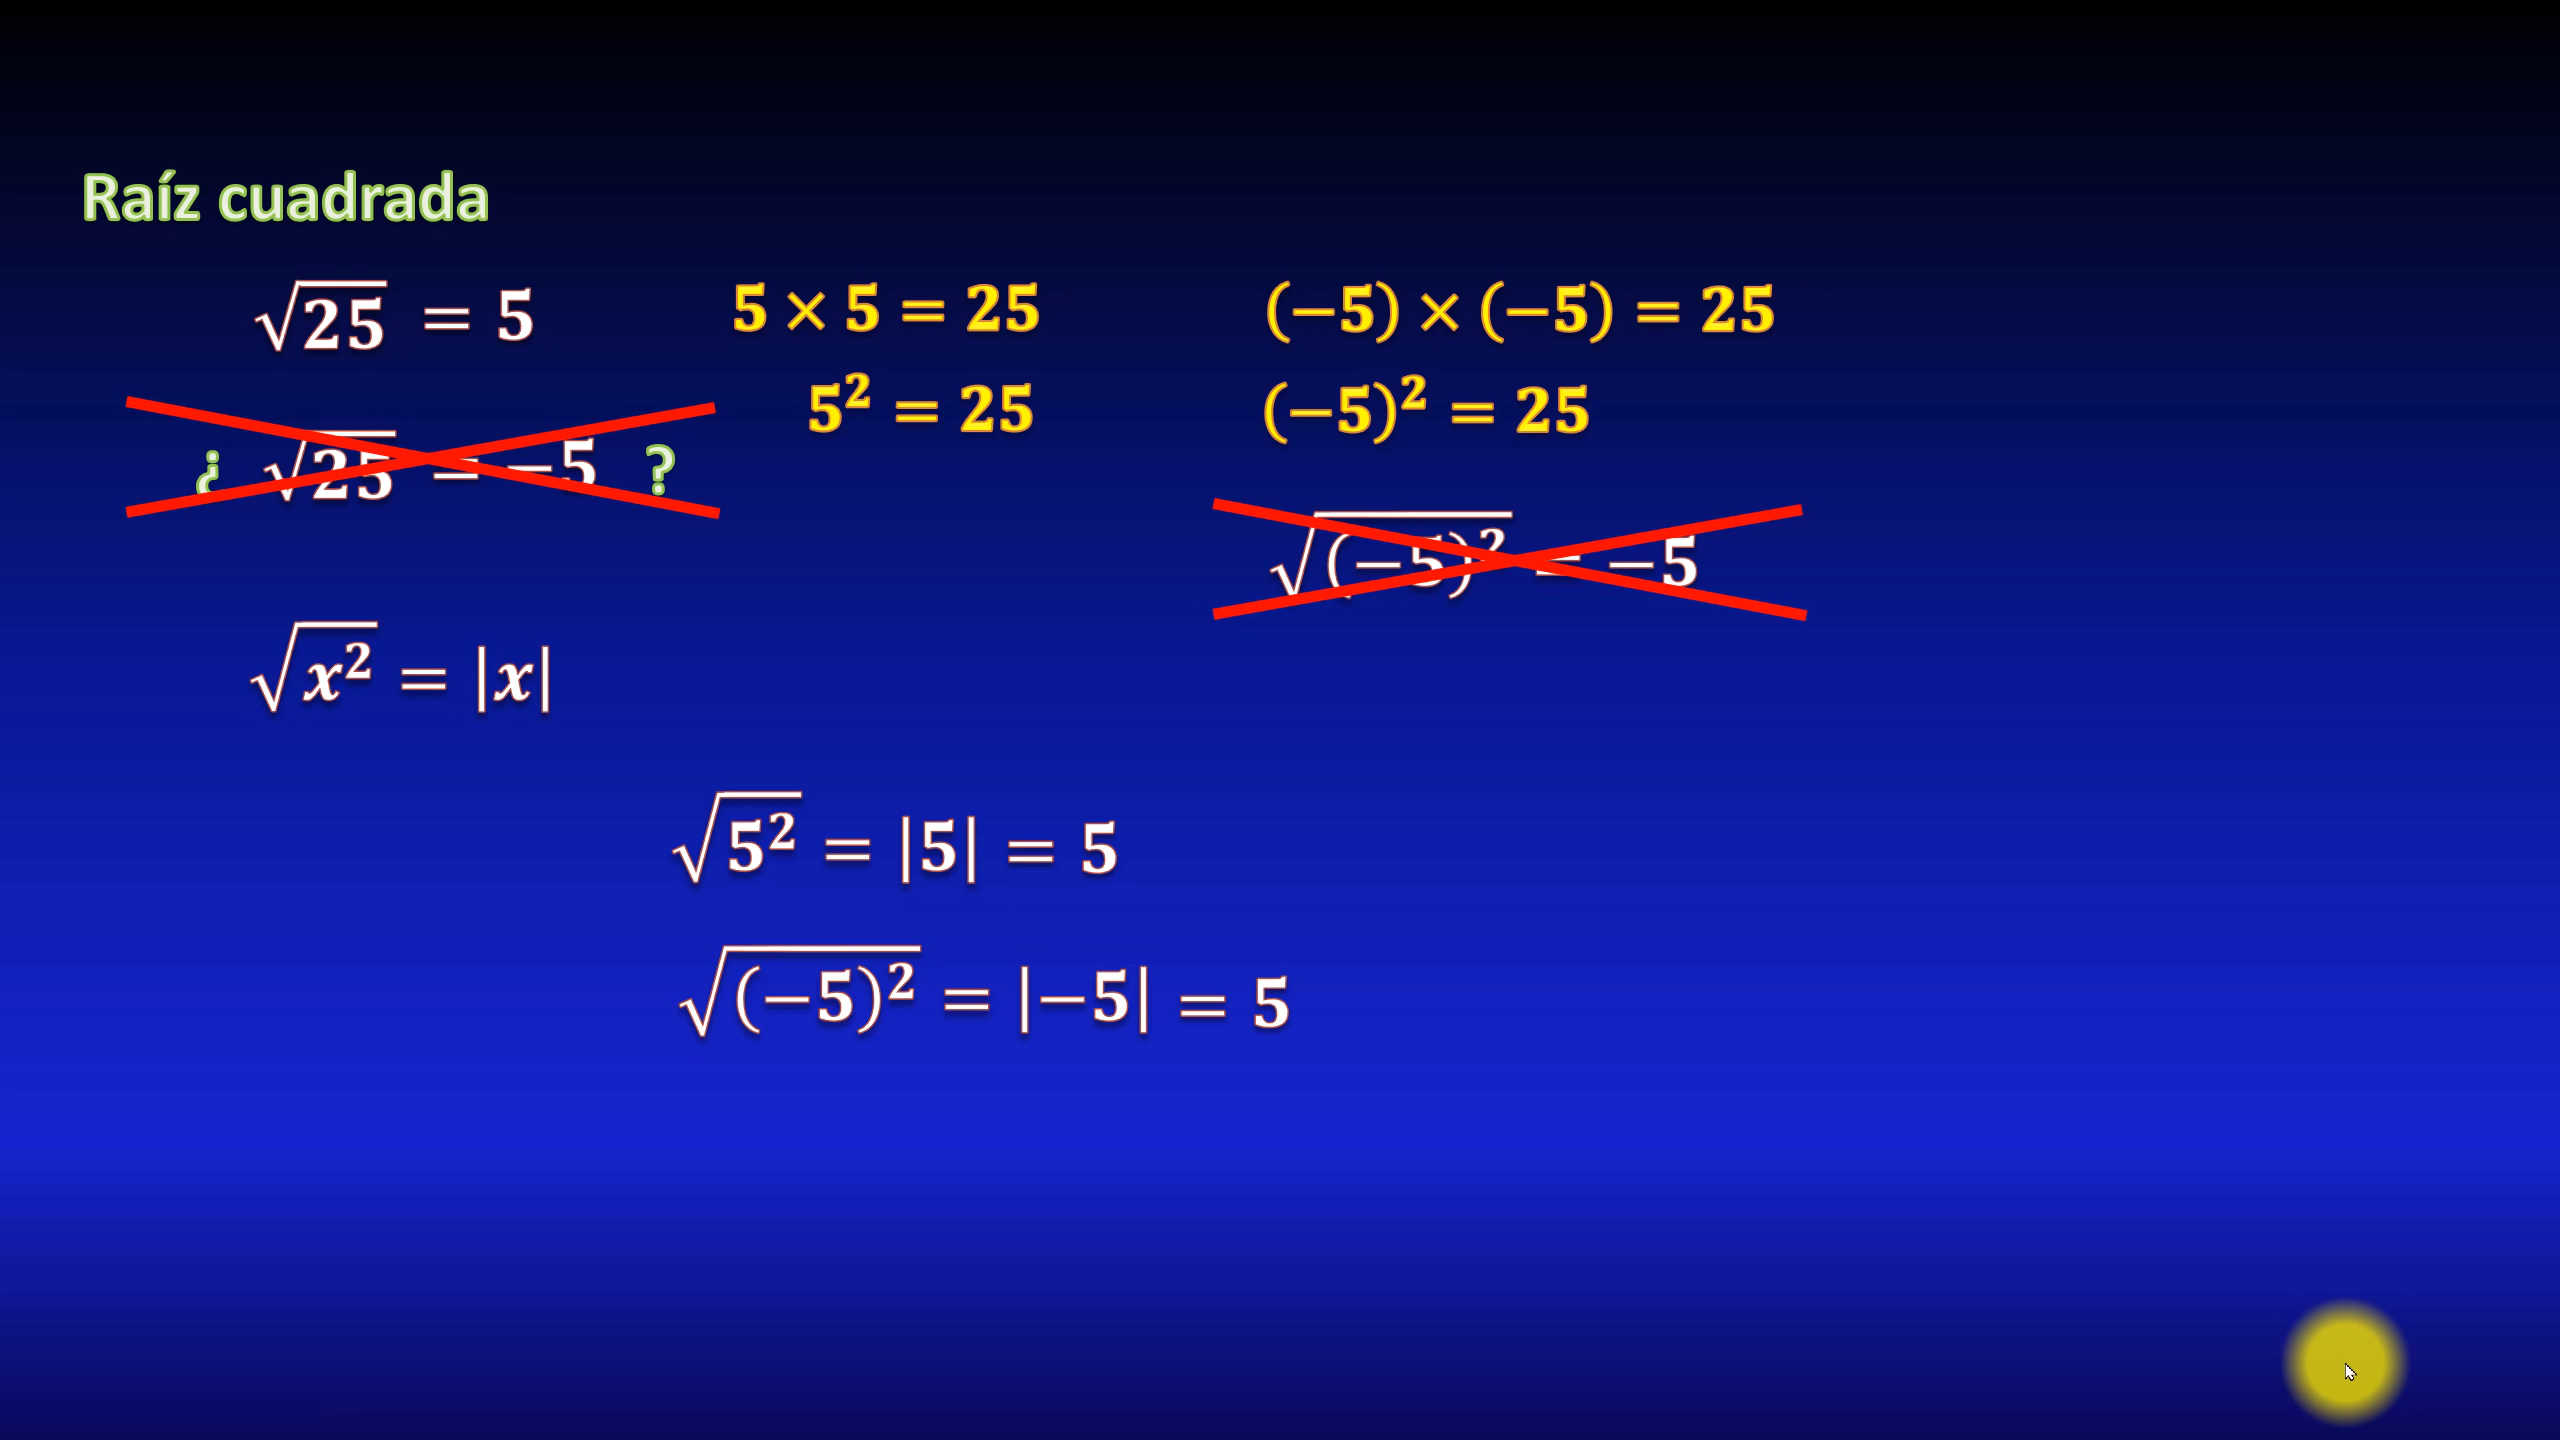 Raíz cuadrada
√25 = 5
5 × 5 = 25
(−5) × (−5) = 25
5² = 25
(−5)² = 25
¿ √25 = −5 ?
√(−5)² = −5
√x² = |x|
√5² = |5| = 5
√(−5)² = |−5| = 5